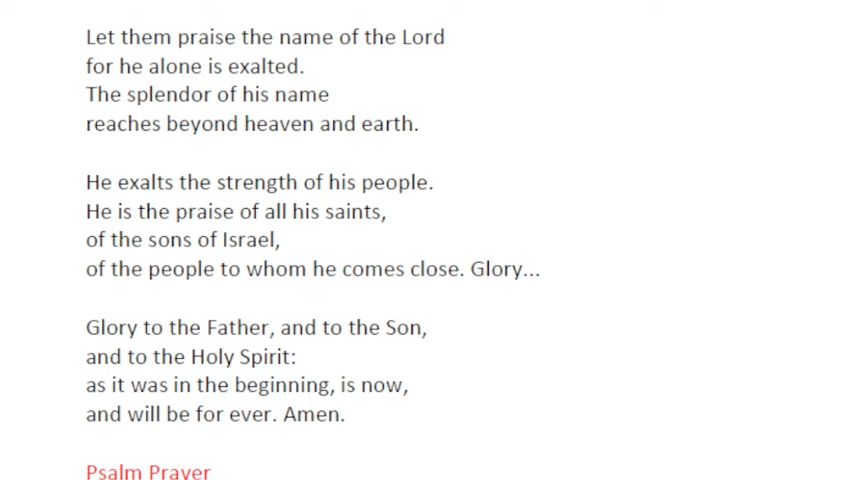 Let them praise the name of the Lord
for he alone is exalted.
The splendor of his name
reaches beyond heaven and earth.
He exalts the strength of his people.
He is the praise of all his saints,
of the sons of Israel,
of the people to whom he comes close. Glory...
Glory to the Father, and to the Son,
and to the Holy Spirit:
as it was in the beginning, is now,
and will be for ever. Amen.
Psalm Prayer